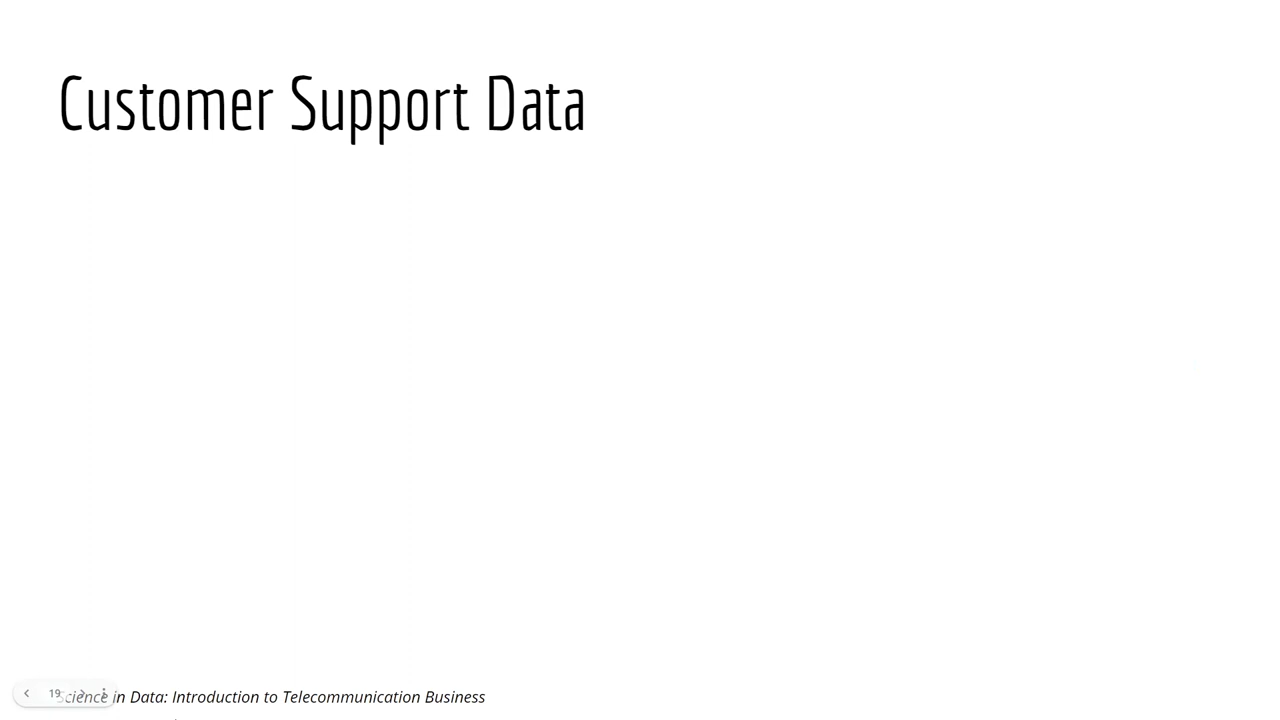 Customer Support Data
19
Science in Data: Introduction to Telecommunication Business